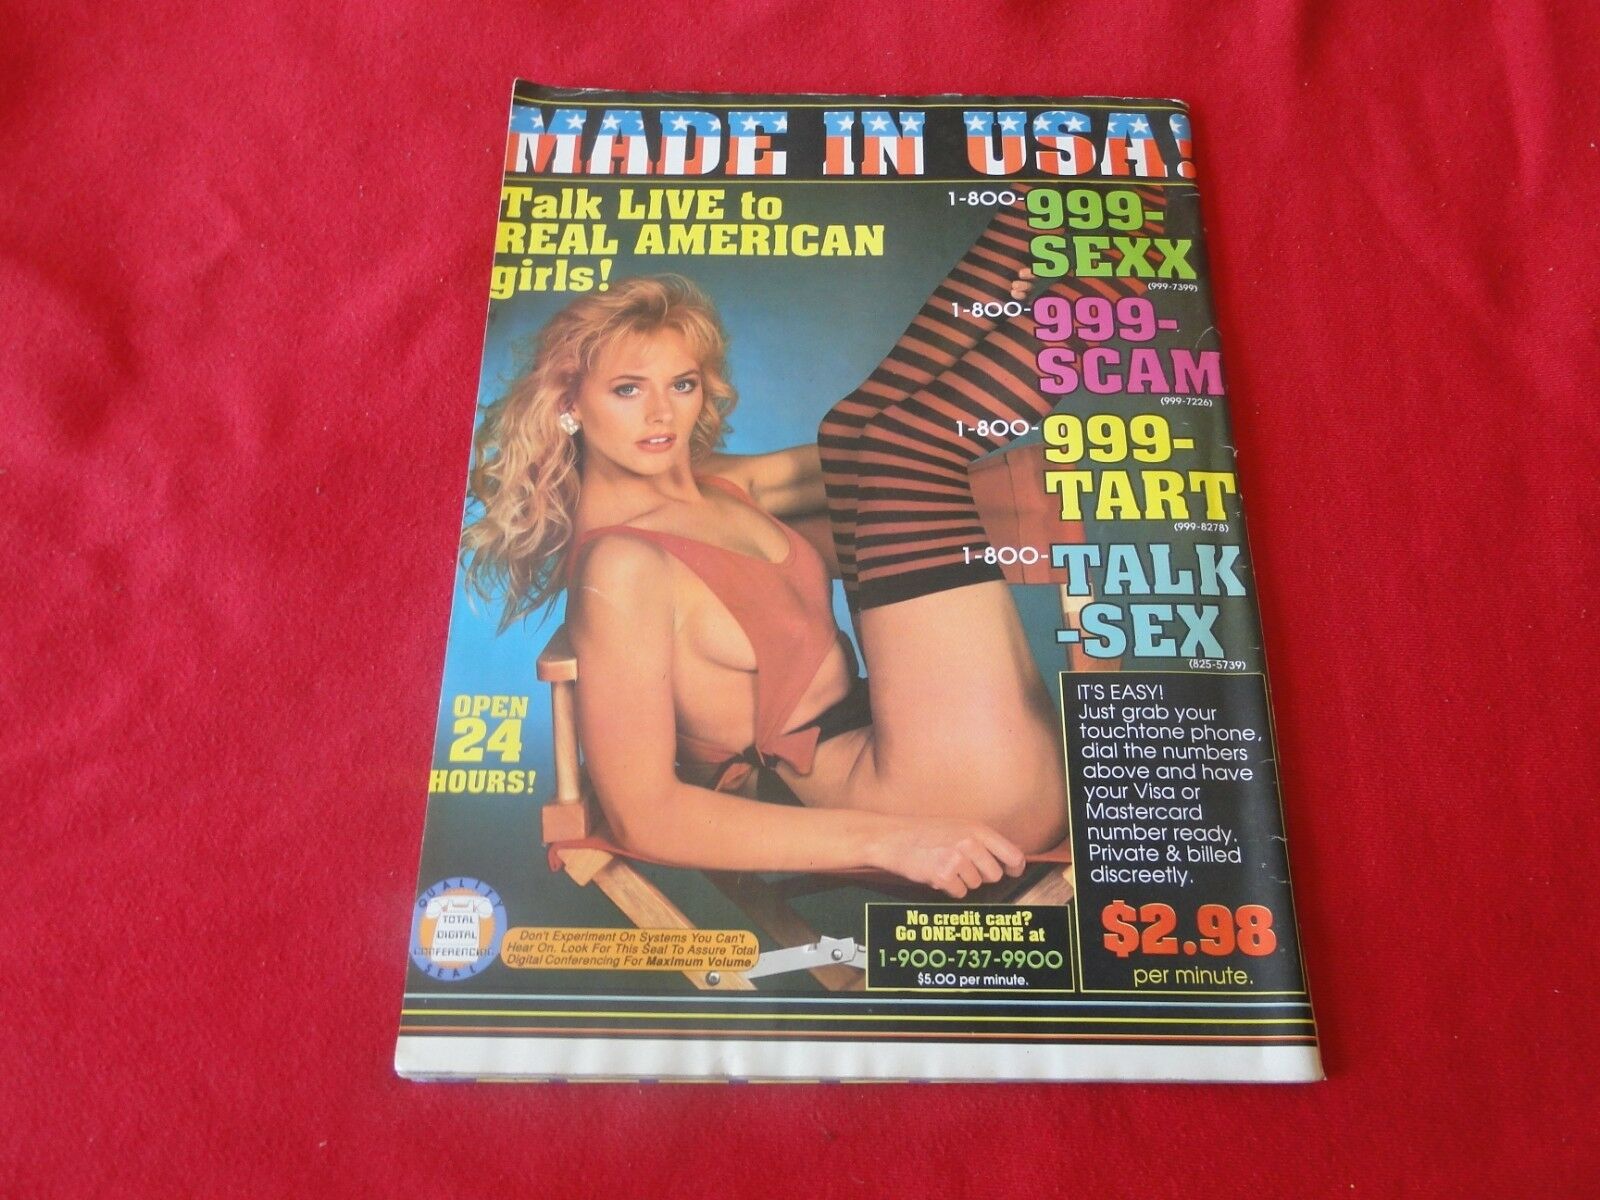 MADE IN USA!
Talk LIVE to
REAL AMERICAN
girls!
1-800-999-
SEXX
(999-7399)
1-800-999-
SCAM
(999-7226)
1-800-999-
TART
(999-8278)
1-800-TALK
-SEX
(825-5739)
OPEN
24
HOURS!
IT'S EASY!
Just grab your
touchtone phone,
dial the numbers
above and have
your Visa or
Mastercard
number ready.
Private & billed
discreetly.
$2.98
per minute.
No credit card?
Go ONE-ON-ONE at
1-900-737-9900
$5.00 per minute.
QUALITY
TOTAL
DIGITAL
CONFERENCING
SEAL
Don't Experiment On Systems You Can't
Hear On. Look For This Seal To Assure Total
Digital Conferencing For Maximum Volume.